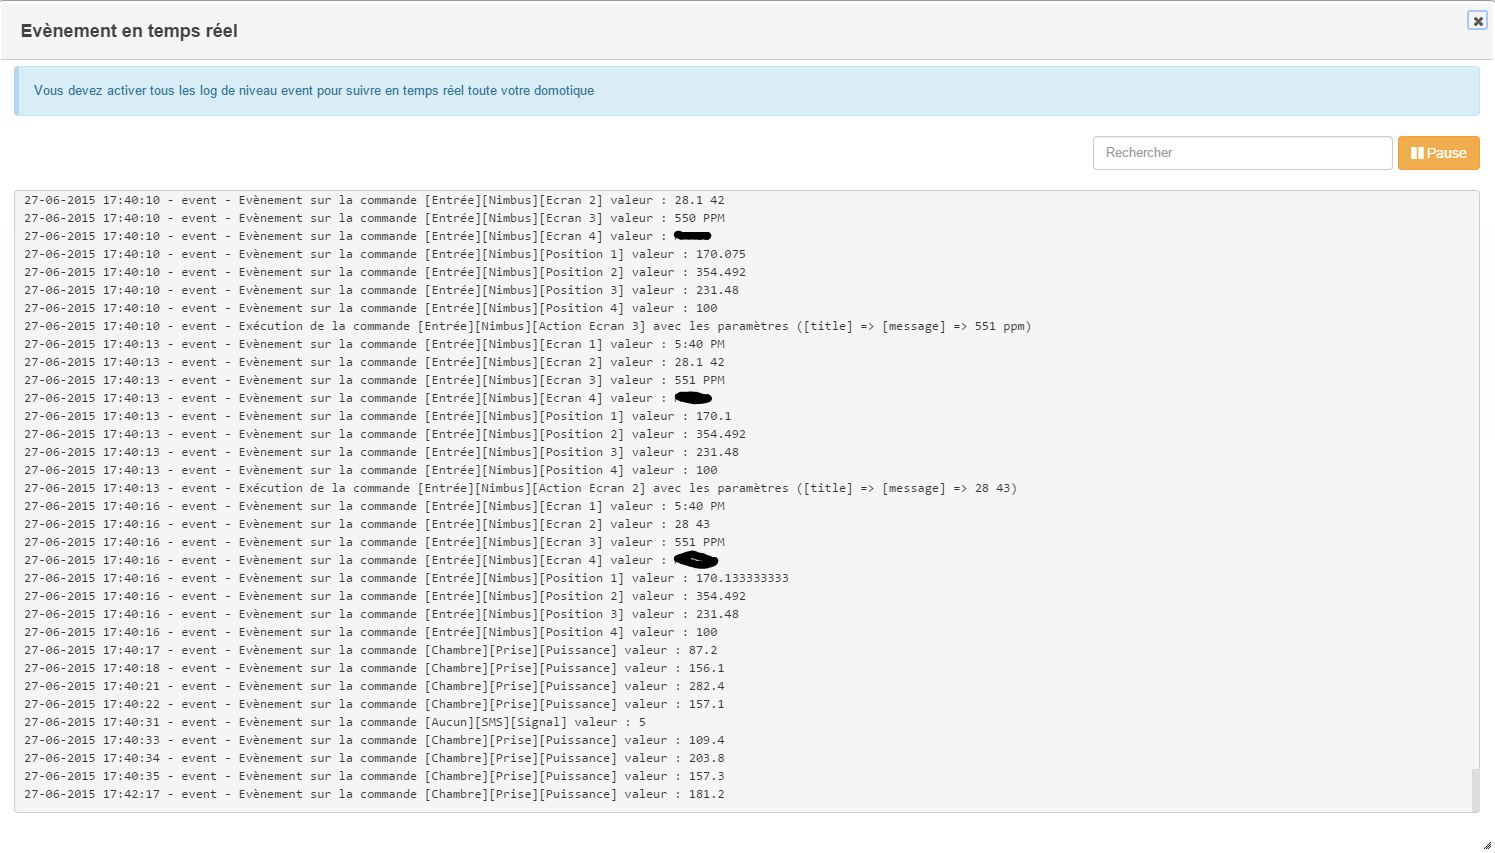 Evènement en temps réel
Vous devez activer tous les log de niveau event pour suivre en temps réel toute votre domotique
Rechercher
Pause
27-06-2015 17:40:10 - event - Evènement sur la commande [Entrée][Nimbus][Ecran 2] valeur : 28.1 42
27-06-2015 17:40:10 - event - Evènement sur la commande [Entrée][Nimbus][Ecran 3] valeur : 550 PPM
27-06-2015 17:40:10 - event - Evènement sur la commande [Entrée][Nimbus][Ecran 4] valeur :
27-06-2015 17:40:10 - event - Evènement sur la commande [Entrée][Nimbus][Position 1] valeur : 170.075
27-06-2015 17:40:10 - event - Evènement sur la commande [Entrée][Nimbus][Position 2] valeur : 354.492
27-06-2015 17:40:10 - event - Evènement sur la commande [Entrée][Nimbus][Position 3] valeur : 231.48
27-06-2015 17:40:10 - event - Evènement sur la commande [Entrée][Nimbus][Position 4] valeur : 100
27-06-2015 17:40:10 - event - Exécution de la commande [Entrée][Nimbus][Action Ecran 3] avec les paramètres ([title] => [message] => 551 ppm)
27-06-2015 17:40:13 - event - Evènement sur la commande [Entrée][Nimbus][Ecran 1] valeur : 5:40 PM
27-06-2015 17:40:13 - event - Evènement sur la commande [Entrée][Nimbus][Ecran 2] valeur : 28.1 42
27-06-2015 17:40:13 - event - Evènement sur la commande [Entrée][Nimbus][Ecran 3] valeur : 551 PPM
27-06-2015 17:40:13 - event - Evènement sur la commande [Entrée][Nimbus][Ecran 4] valeur :
27-06-2015 17:40:13 - event - Evènement sur la commande [Entrée][Nimbus][Position 1] valeur : 170.1
27-06-2015 17:40:13 - event - Evènement sur la commande [Entrée][Nimbus][Position 2] valeur : 354.492
27-06-2015 17:40:13 - event - Evènement sur la commande [Entrée][Nimbus][Position 3] valeur : 231.48
27-06-2015 17:40:13 - event - Evènement sur la commande [Entrée][Nimbus][Position 4] valeur : 100
27-06-2015 17:40:13 - event - Exécution de la commande [Entrée][Nimbus][Action Ecran 2] avec les paramètres ([title] => [message] => 28 43)
27-06-2015 17:40:16 - event - Evènement sur la commande [Entrée][Nimbus][Ecran 1] valeur : 5:40 PM
27-06-2015 17:40:16 - event - Evènement sur la commande [Entrée][Nimbus][Ecran 2] valeur : 28 43
27-06-2015 17:40:16 - event - Evènement sur la commande [Entrée][Nimbus][Ecran 3] valeur : 551 PPM
27-06-2015 17:40:16 - event - Evènement sur la commande [Entrée][Nimbus][Ecran 4] valeur :
27-06-2015 17:40:16 - event - Evènement sur la commande [Entrée][Nimbus][Position 1] valeur : 170.133333333
27-06-2015 17:40:16 - event - Evènement sur la commande [Entrée][Nimbus][Position 2] valeur : 354.492
27-06-2015 17:40:16 - event - Evènement sur la commande [Entrée][Nimbus][Position 3] valeur : 231.48
27-06-2015 17:40:16 - event - Evènement sur la commande [Entrée][Nimbus][Position 4] valeur : 100
27-06-2015 17:40:17 - event - Evènement sur la commande [Chambre][Prise][Puissance] valeur : 87.2
27-06-2015 17:40:18 - event - Evènement sur la commande [Chambre][Prise][Puissance] valeur : 156.1
27-06-2015 17:40:21 - event - Evènement sur la commande [Chambre][Prise][Puissance] valeur : 282.4
27-06-2015 17:40:22 - event - Evènement sur la commande [Chambre][Prise][Puissance] valeur : 157.1
27-06-2015 17:40:31 - event - Evènement sur la commande [Aucun][SMS][Signal] valeur : 5
27-06-2015 17:40:33 - event - Evènement sur la commande [Chambre][Prise][Puissance] valeur : 109.4
27-06-2015 17:40:34 - event - Evènement sur la commande [Chambre][Prise][Puissance] valeur : 203.8
27-06-2015 17:40:35 - event - Evènement sur la commande [Chambre][Prise][Puissance] valeur : 157.3
27-06-2015 17:42:17 - event - Evènement sur la commande [Chambre][Prise][Puissance] valeur : 181.2